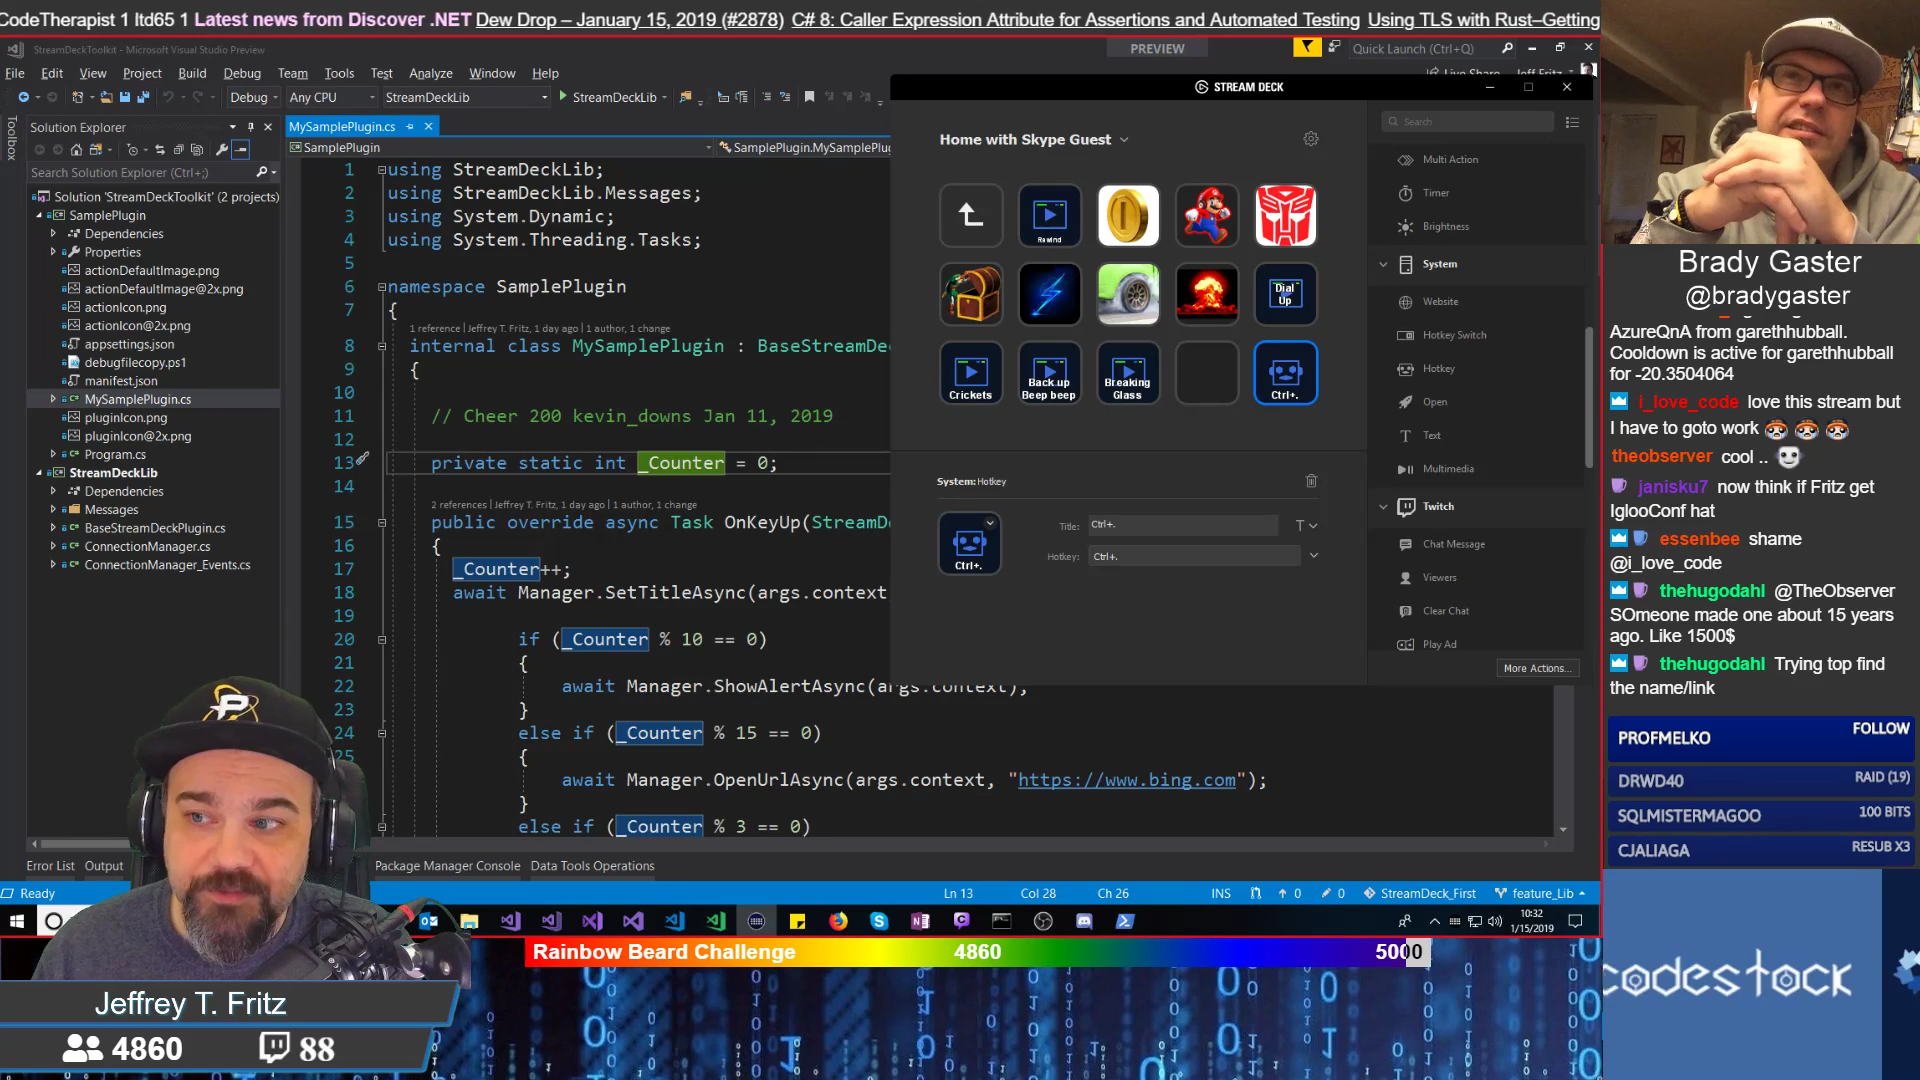 CodeTherapist 1 ltd65 1 Latest news from Discover .NET Dew Drop – January 15, 2019 (#2878) C# 8: Caller Expression Attribute for Assertions and Automated Testing Using TLS with Rust–Getting
StreamDeckToolkit - Microsoft Visual Studio Preview
PREVIEW
Quick Launch (Ctrl+Q)
File Edit View Project Build Debug Team Tools Test Analyze Window Help
Live Share Jeff Fritz
Debug Any CPU StreamDeckLib StreamDeckLib
Toolbox
Solution Explorer
Search Solution Explorer (Ctrl+;)
Solution 'StreamDeckToolkit' (2 projects)
SamplePlugin
Dependencies
Properties
actionDefaultImage.png
actionDefaultImage@2x.png
actionIcon.png
actionIcon@2x.png
appsettings.json
debugfilecopy.ps1
manifest.json
MySamplePlugin.cs
pluginIcon.png
pluginIcon@2x.png
Program.cs
StreamDeckLib
Dependencies
Messages
BaseStreamDeckPlugin.cs
ConnectionManager.cs
ConnectionManager_Events.cs
MySamplePlugin.cs
SamplePlugin SamplePlugin.MySamplePlu
1 using StreamDeckLib;
2 using StreamDeckLib.Messages;
3 using System.Dynamic;
4 using System.Threading.Tasks;
5
6 namespace SamplePlugin
7 {
1 reference | Jeffrey T. Fritz, 1 day ago | 1 author, 1 change
8 internal class MySamplePlugin : BaseStreamDe
9 {
10
11 // Cheer 200 kevin_downs Jan 11, 2019
12
13 private static int _Counter = 0;
14
2 references | Jeffrey T. Fritz, 1 day ago | 1 author, 1 change
15 public override async Task OnKeyUp(StreamD
16 {
17 _Counter++;
18 await Manager.SetTitleAsync(args.context
19
20 if (_Counter % 10 == 0)
21 {
22 await Manager.ShowAlertAsync(args.context);
23 }
24 else if (_Counter % 15 == 0)
25 {
await Manager.OpenUrlAsync(args.context, "https://www.bing.com");
}
else if (_Counter % 3 == 0)
STREAM DECK
Home with Skype Guest
Rewind
Dial Up
Crickets
Back up Beep beep
Breaking Glass
Ctrl+.
System: Hotkey
Ctrl+.
Title: Ctrl+.
T
Hotkey: Ctrl+.
Search
Multi Action
Timer
Brightness
System
Website
Hotkey Switch
Hotkey
Open
Text
Multimedia
Twitch
Chat Message
Viewers
Clear Chat
Play Ad
More Actions...
Error List Output Package Manager Console Data Tools Operations
Ready Ln 13 Col 28 Ch 26 INS 0 0 StreamDeck_First feature_Lib
10:32
1/15/2019
Brady Gaster
@bradygaster
AzureQnA from garethhubball.
Cooldown is active for garethhubball
for -20.3504064
i_love_code love this stream but
I have to goto work
theobserver cool ..
janisku7 now think if Fritz get
IglooConf hat
essenbee shame
@i_love_code
thehugodahl @TheObserver
SOmeone made one about 15 years
ago. Like 1500$
thehugodahl Trying top find
the name/link
PROFMELKO FOLLOW
DRWD40 RAID (19)
SQLMISTERMAGOO 100 BITS
CJALIAGA RESUB X3
codestock
Rainbow Beard Challenge 4860 5000
Jeffrey T. Fritz
4860 88